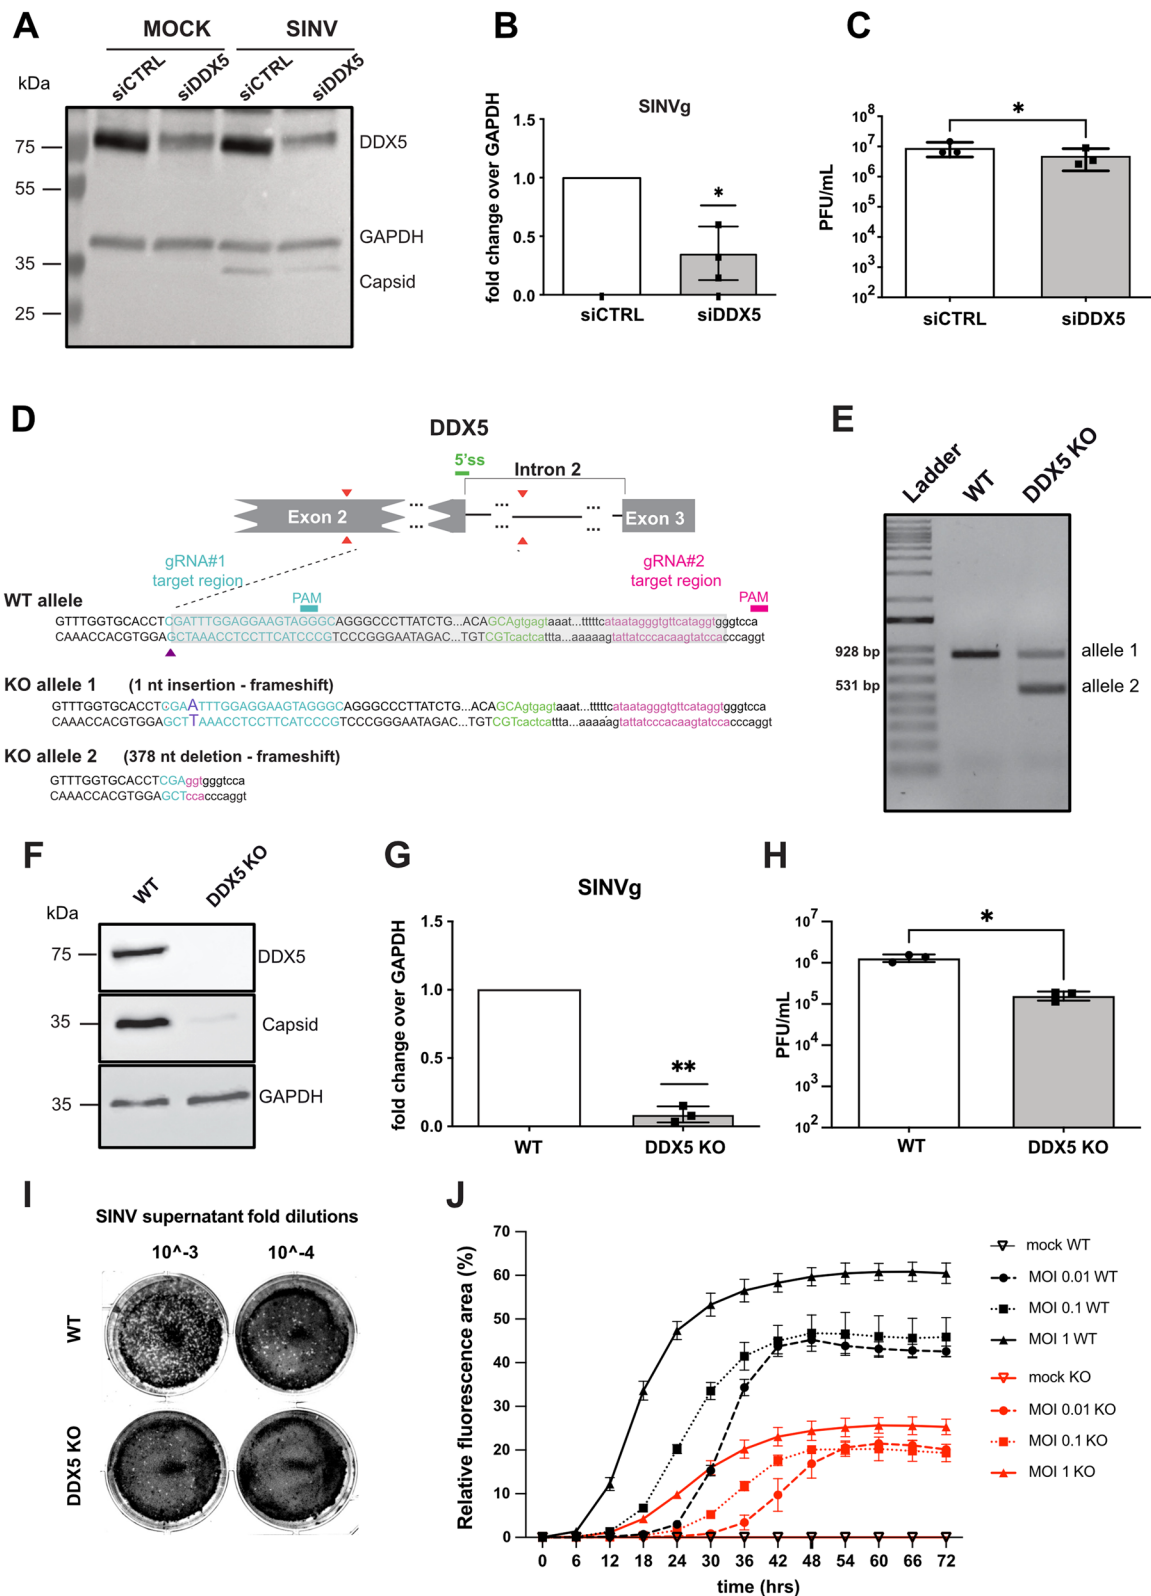 A
MOCK SINV
siCTRL siDDX5 siCTRL siDDX5
kDa
75
55
35
25
DDX5
GAPDH
Capsid
B
SINVg
fold change over GAPDH
1.5
1.0
0.5
0.0
*
siCTRL siDDX5
C
PFU/mL
10^8
10^7
10^6
10^5
10^4
10^3
10^2
*
siCTRL siDDX5
D
DDX5
5'ss
Intron 2
Exon 2 ... ... ... ... Exon 3
gRNA#1
target region
gRNA#2
target region
PAM PAM
WT allele
GTTTGGTGCACCTCGATTTGGAGGAAGTAGGGCAGGGCCCTTATCTG...ACAGCAgtgagtaaat...tttttcataatagggtgttcataggtgggtcca
CAAACCACGTGGAGCTAAACCTCCTTCATCCCGTCCCGGGAATAGAC...TGTCGTcactcattta...aaaaagtattatcccacaagtatccacccaggt
KO allele 1 (1 nt insertion - frameshift)
GTTTGGTGCACCTCGAATTTGGAGGAAGTAGGGCAGGGCCCTTATCTG...ACAGCAgtgagtaaat...ttttttcataatagggtgttcataggtgggtcca
CAAACCACGTGGAGCTTAAACCTCCTTCATCCCGTCCCGGGAATAGAC...TGTCGTcactcattta...aaaaagtattatcccacaagtatccacccaggt
KO allele 2 (378 nt deletion - frameshift)
GTTTGGTGCACCTCGAggtgggtcca
CAAACCACGTGGAGCTccacccaggt
E
Ladder WT DDX5 KO
928 bp
531 bp
allele 1
allele 2
F
WT DDX5 KO
kDa
75
35
35
DDX5
Capsid
GAPDH
G
SINVg
fold change over GAPDH
1.5
1.0
0.5
0.0
**
WT DDX5 KO
H
PFU/mL
10^7
10^6
10^5
10^4
10^3
10^2
*
WT DDX5 KO
I
SINV supernatant fold dilutions
10^-3 10^-4
WT
DDX5 KO
J
Relative fluorescence area (%)
70
60
50
40
30
20
10
0
0 6 12 18 24 30 36 42 48 54 60 66 72
time (hrs)
mock WT
MOI 0.01 WT
MOI 0.1 WT
MOI 1 WT
mock KO
MOI 0.01 KO
MOI 0.1 KO
MOI 1 KO